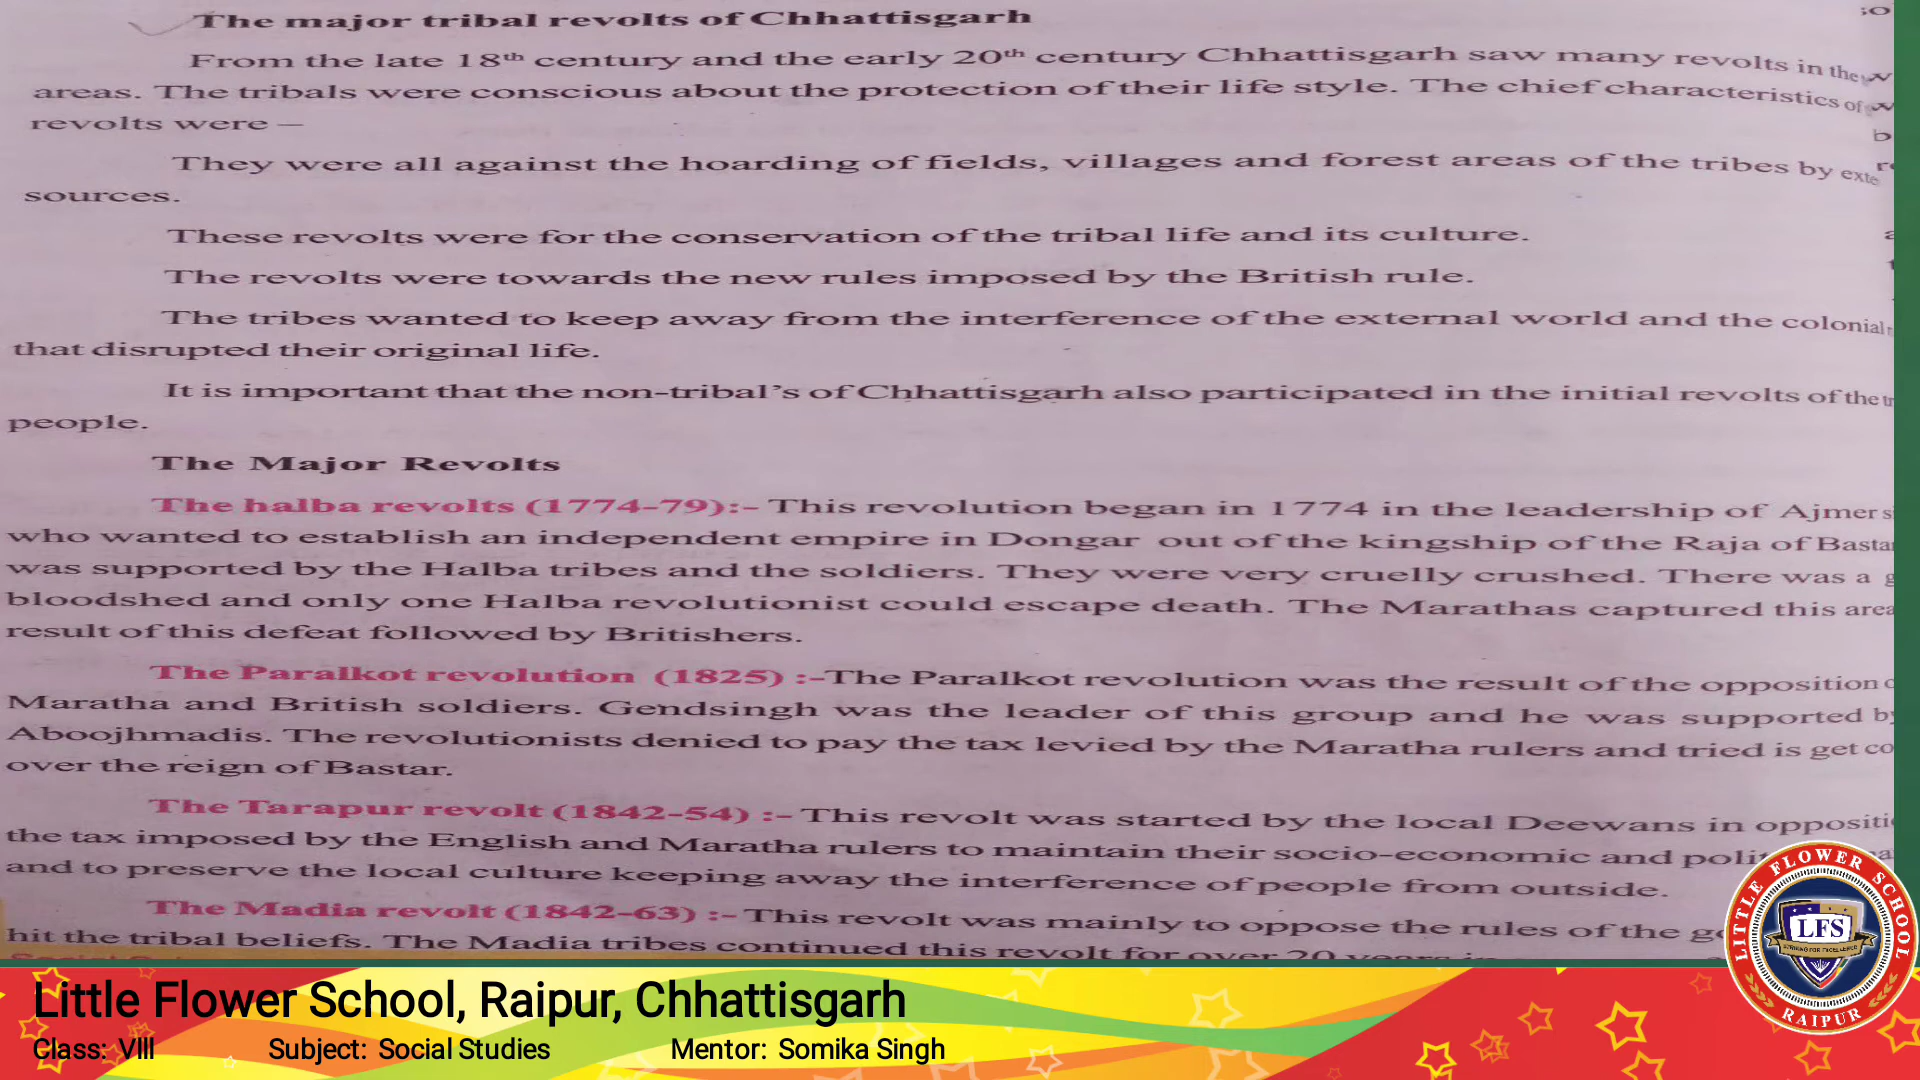 The major tribal revolts of Chhattisgarh
From the late 18th century and the early 20th century Chhattisgarh saw many revolts in the
areas. The tribals were conscious about the protection of their life style. The chief characteristics of
revolts were —
They were all against the hoarding of fields, villages and forest areas of the tribes by exte
sources.
These revolts were for the conservation of the tribal life and its culture.
The revolts were towards the new rules imposed by the British rule.
The tribes wanted to keep away from the interference of the external world and the colonial
that disrupted their original life.
It is important that the non-tribal's of Chhattisgarh also participated in the initial revolts of the tr
people.
The Major Revolts
The halba revolts (1774-79):- This revolution began in 1774 in the leadership of Ajmer s
who wanted to establish an independent empire in Dongar out of the kingship of the Raja of Basta
was supported by the Halba tribes and the soldiers. They were very cruelly crushed. There was a g
bloodshed and only one Halba revolutionist could escape death. The Marathas captured this area
result of this defeat followed by Britishers.
The Paralkot revolution (1825) :-The Paralkot revolution was the result of the opposition o
Maratha and British soldiers. Gendsingh was the leader of this group and he was supported by
Aboojhmadis. The revolutionists denied to pay the tax levied by the Maratha rulers and tried is get co
over the reign of Bastar.
The Tarapur revolt (1842-54) :- This revolt was started by the local Deewans in oppositi
the tax imposed by the English and Maratha rulers to maintain their socio-economic and polit
and to preserve the local culture keeping away the interference of people from outside.
The Madia revolt (1842-63) :- This revolt was mainly to oppose the rules of the go
hit the tribal beliefs. The Madia tribes continued this revolt for over 20 years in
LITTLE FLOWER SCHOOL
LFS
STRIVING FOR EXCELLENCE
RAIPUR
Little Flower School, Raipur, Chhattisgarh
Class: VIII Subject: Social Studies Mentor: Somika Singh